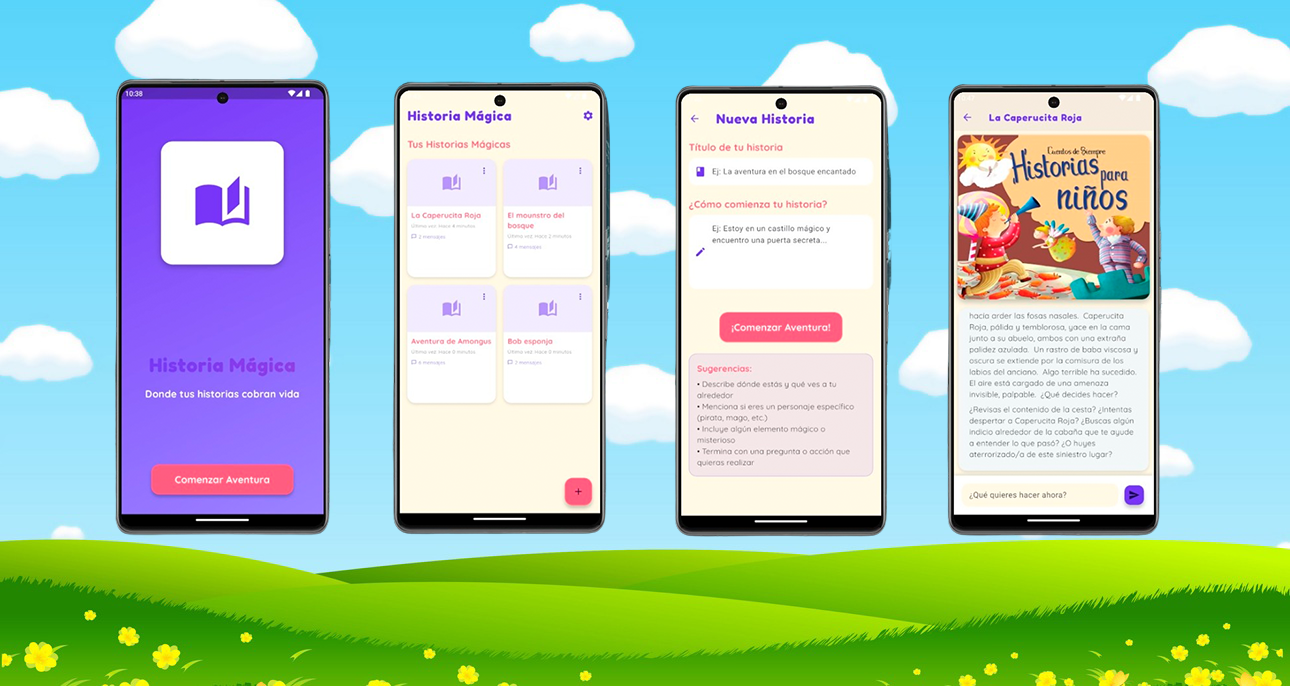 10:38
Historia Mágica
Donde tus historias cobran vida
Comenzar Aventura
Historia Mágica
Tus Historias Mágicas
La Caperucita Roja
Última vez: Hace 4 minutos
2 mensajes
El mounstro del
bosque
Última vez: Hace 2 minutos
4 mensajes
Aventura de Amongus
Última vez: Hace 0 minutos
Bob esponja
Última vez: Hace 0 minutos
2 mensajes
+
Nueva Historia
Título de tu historia
Ej: La aventura en el bosque encantado
¿Cómo comienza tu historia?
Ej: Estoy en un castillo mágico y
encuentro una puerta secreta...
¡Comenzar Aventura!
Sugerencias:
• Describe dónde estás y qué ves a tu
alrededor
• Menciona si eres un personaje específico
(pirata, mago, etc.)
• Incluye algún elemento mágico o
misterioso
• Termina con una pregunta o acción que
quieras realizar
La Caperucita Roja
Cuentos de Siempre
Historias
para
niños
hacía arder las fosas nasales. Caperucita
Roja, pálida y temblorosa, yace en la cama
junto a su abuelo, ambos con una extraña
palidez azulada. Un rastro de baba viscosa y
oscura se extiende por la comisura de los
labios del anciano. Algo terrible ha sucedido.
El aire está cargado de una amenaza
invisible, palpable. ¿Qué decides hacer?
¿Revisas el contenido de la cesta? ¿Intentas
despertar a Caperucita Roja? ¿Buscas algún
indicio alrededor de la cabaña que te ayude
a entender lo que pasó? ¿O huyes
aterrorizado/a de este siniestro lugar?
¿Qué quieres hacer ahora?